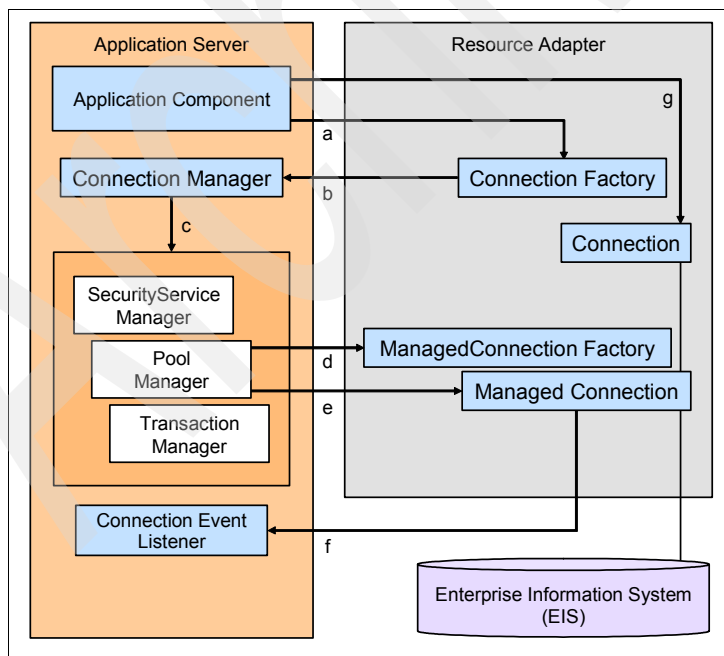 Application Server
Resource Adapter
Application Component
g
a
Connection Manager
b
Connection Factory
c
Connection
SecurityService
Manager
Pool
Manager
d
ManagedConnection Factory
e
Managed Connection
Transaction
Manager
Connection Event
Listener
f
Enterprise Information System
(EIS)